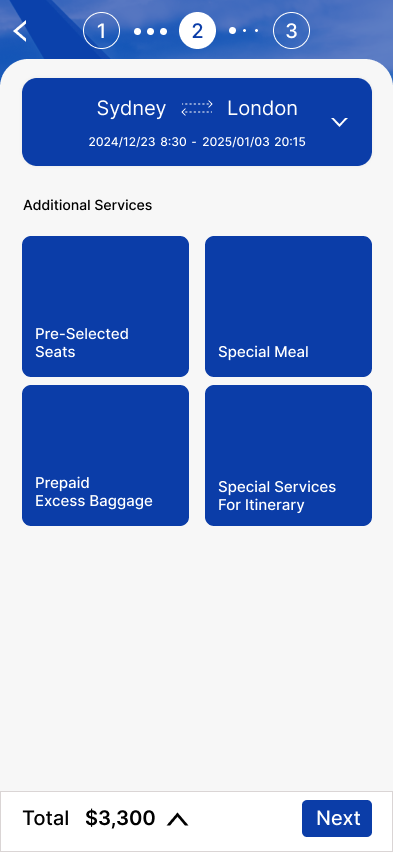 1
2
3
Sydney London
2024/12/23 8:30 - 2025/01/03 20:15
Additional Services
Pre-Selected
Seats
Special Meal
Prepaid
Excess Baggage
Special Services
For Itinerary
Total $3,300
Next